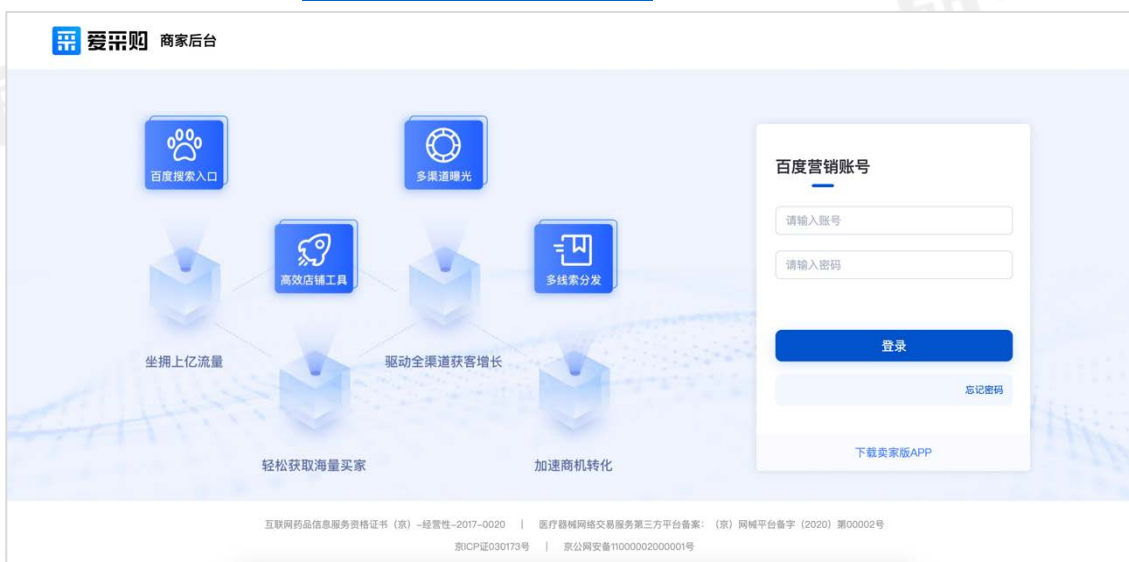 爱采购 商家后台
百度搜索入口
多渠道曝光
高效店铺工具
多线索分发
坐拥上亿流量
驱动全渠道获客增长
轻松获取海量买家
加速商机转化
百度营销账号
请输入账号
请输入密码
登录
忘记密码
下载卖家版APP
互联网药品信息服务资格证书（京）-经营性-2017-0020 | 医疗器械网络交易服务第三方平台备案：（京）网械平台备字（2020）第00002号
京ICP证030173号 | 京公网安备11000002000001号